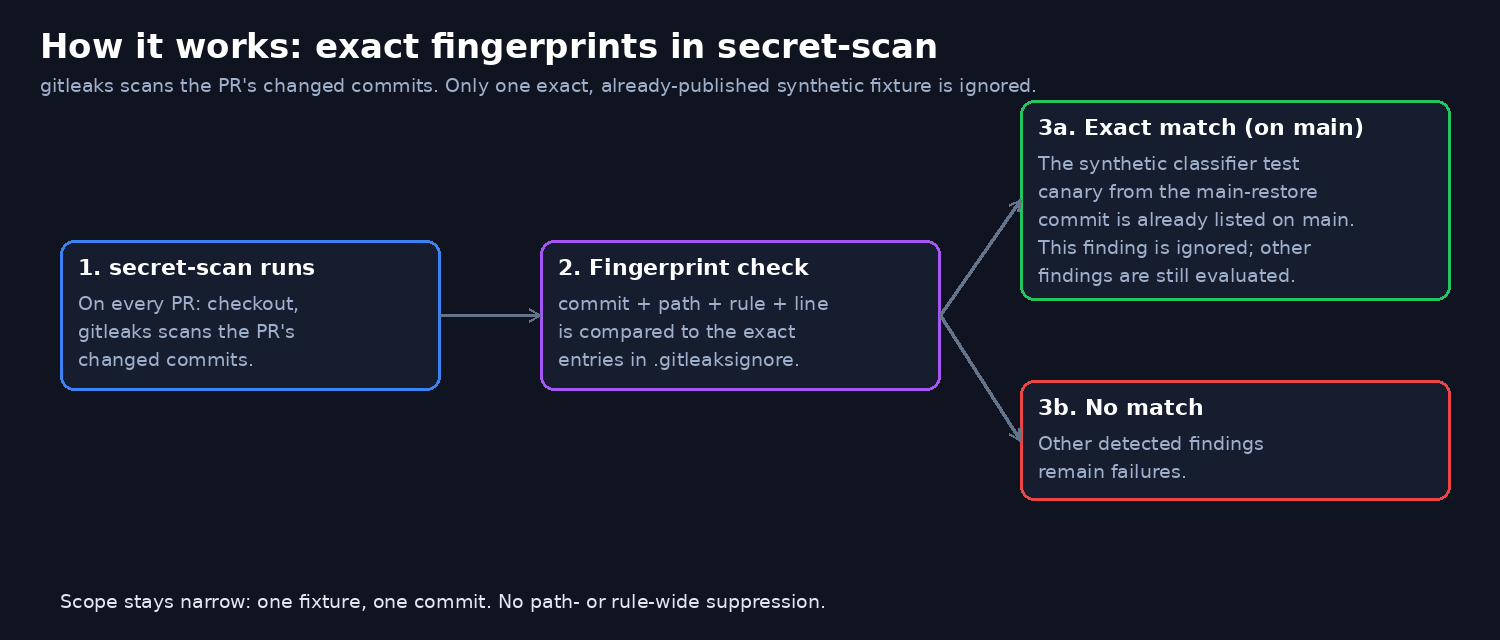 How it works: exact fingerprints in secret-scan
gitleaks scans the PR's changed commits. Only one exact, already-published synthetic fixture is ignored.
1. secret-scan runs
On every PR: checkout,
gitleaks scans the PR's
changed commits.
2. Fingerprint check
commit + path + rule + line
is compared to the exact
entries in .gitleaksignore.
3a. Exact match (on main)
The synthetic classifier test
canary from the main-restore
commit is already listed on main.
This finding is ignored; other
findings are still evaluated.
3b. No match
Other detected findings
remain failures.
Scope stays narrow: one fixture, one commit. No path- or rule-wide suppression.